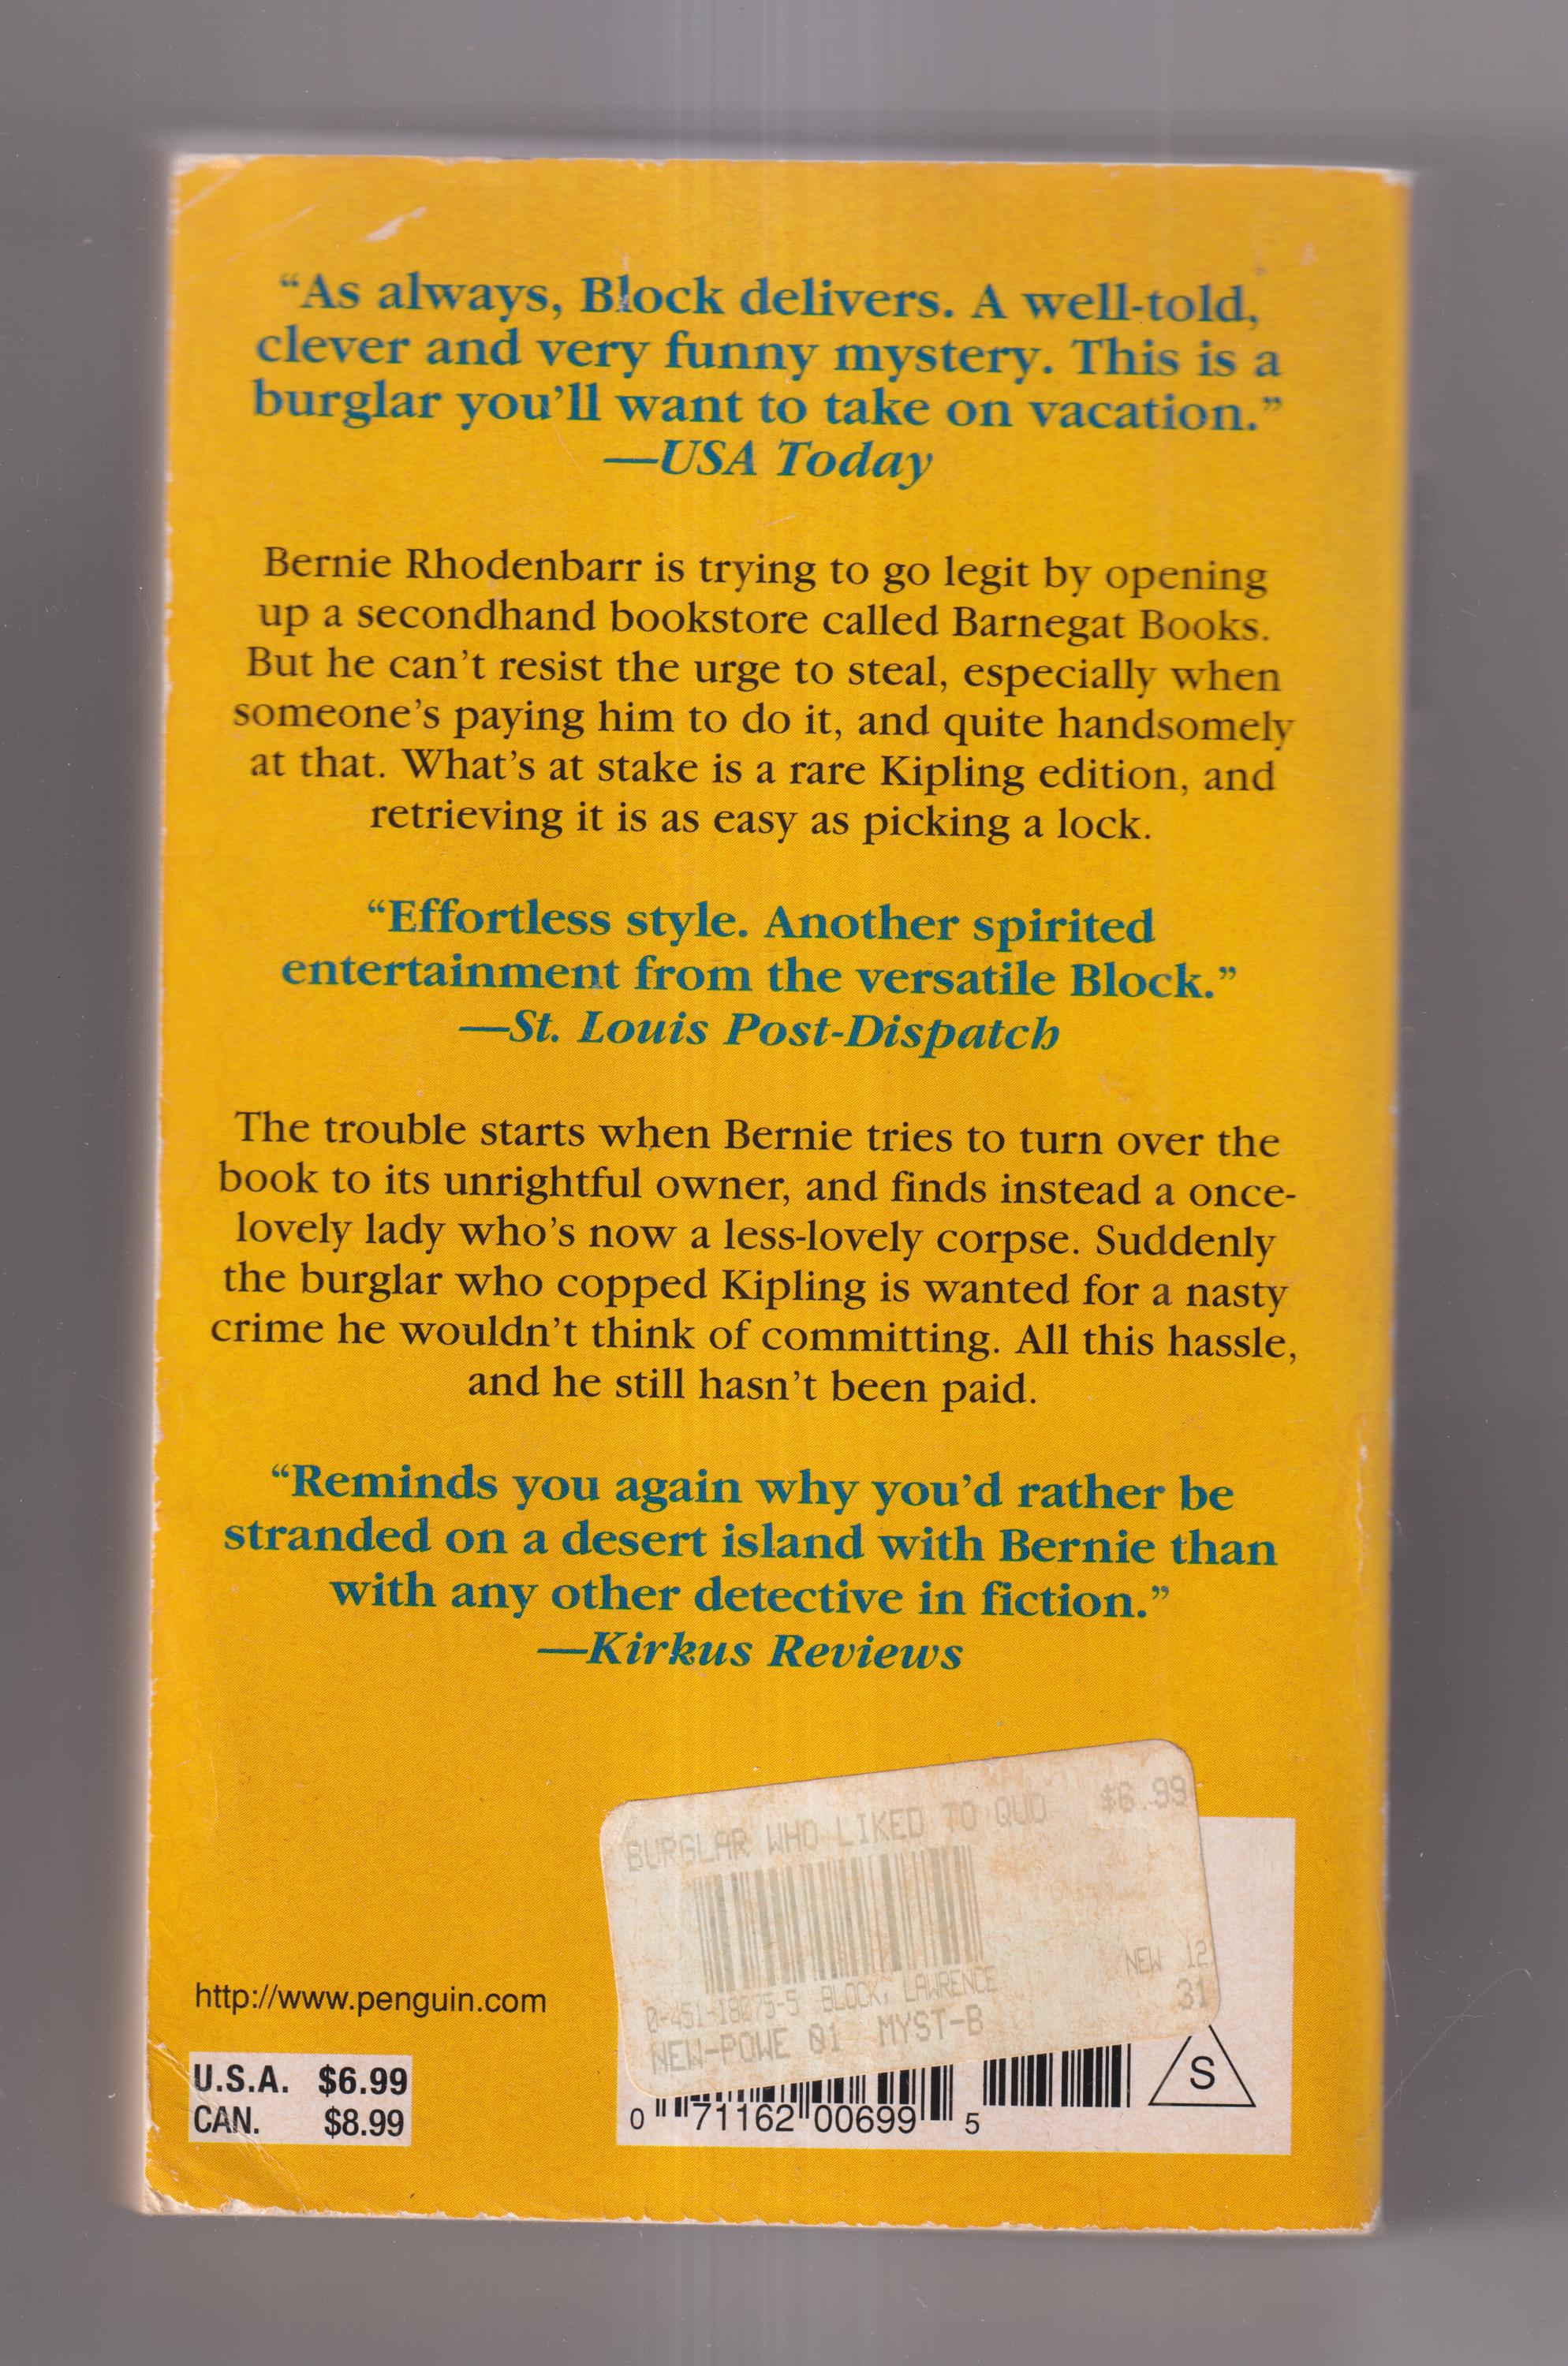 “As always, Block delivers. A well-told,
clever and very funny mystery. This is a
burglar you’ll want to take on vacation.”
—USA Today
Bernie Rhodenbarr is trying to go legit by opening
up a secondhand bookstore called Barnegat Books.
But he can’t resist the urge to steal, especially when
someone’s paying him to do it, and quite handsomely
at that. What’s at stake is a rare Kipling edition, and
retrieving it is as easy as picking a lock.
“Effortless style. Another spirited
entertainment from the versatile Block.”
—St. Louis Post-Dispatch
The trouble starts when Bernie tries to turn over the
book to its unrightful owner, and finds instead a once-
lovely lady who’s now a less-lovely corpse. Suddenly
the burglar who copped Kipling is wanted for a nasty
crime he wouldn’t think of committing. All this hassle,
and he still hasn’t been paid.
“Reminds you again why you’d rather be
stranded on a desert island with Bernie than
with any other detective in fiction.”
—Kirkus Reviews
BURGLAR WHO LIKED TO QUO $6.99
NEW 12
0-451-18075-5 BLOCK, LAWRENCE
31
NEW-POWE 01 MYST-B
http://www.penguin.com
U.S.A. $6.99
CAN. $8.99
0 71162 00699 5
S